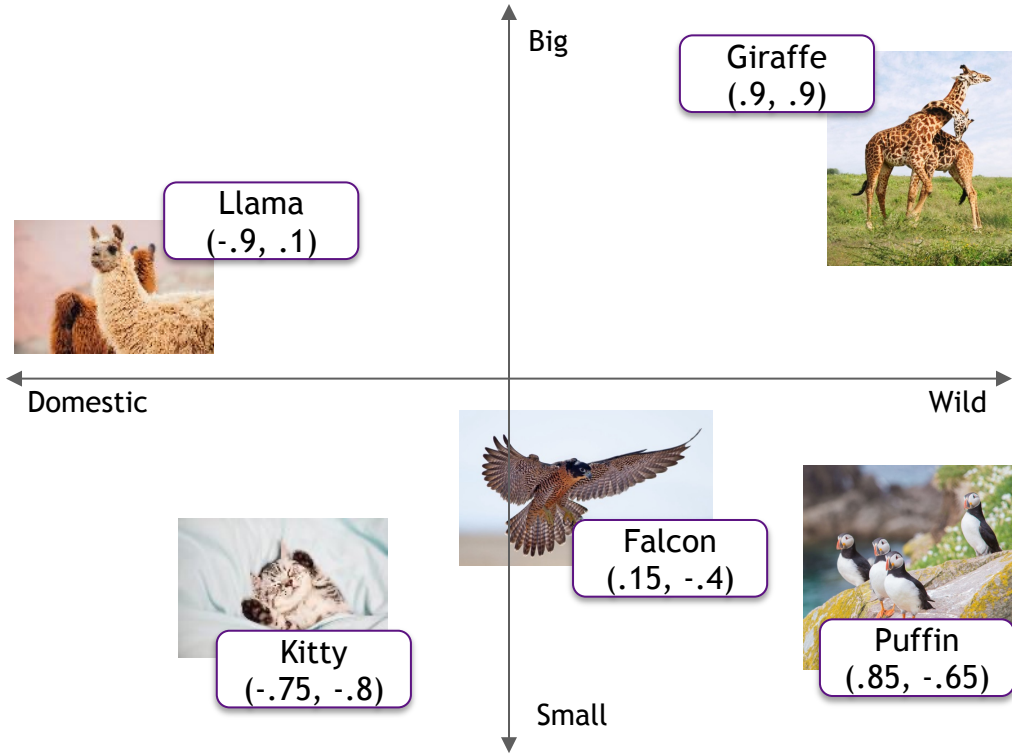 Big
Giraffe
(.9, .9)
Llama
(-.9, .1)
Domestic
Wild
Falcon
(.15, -.4)
Kitty
(-.75, -.8)
Puffin
(.85, -.65)
Small